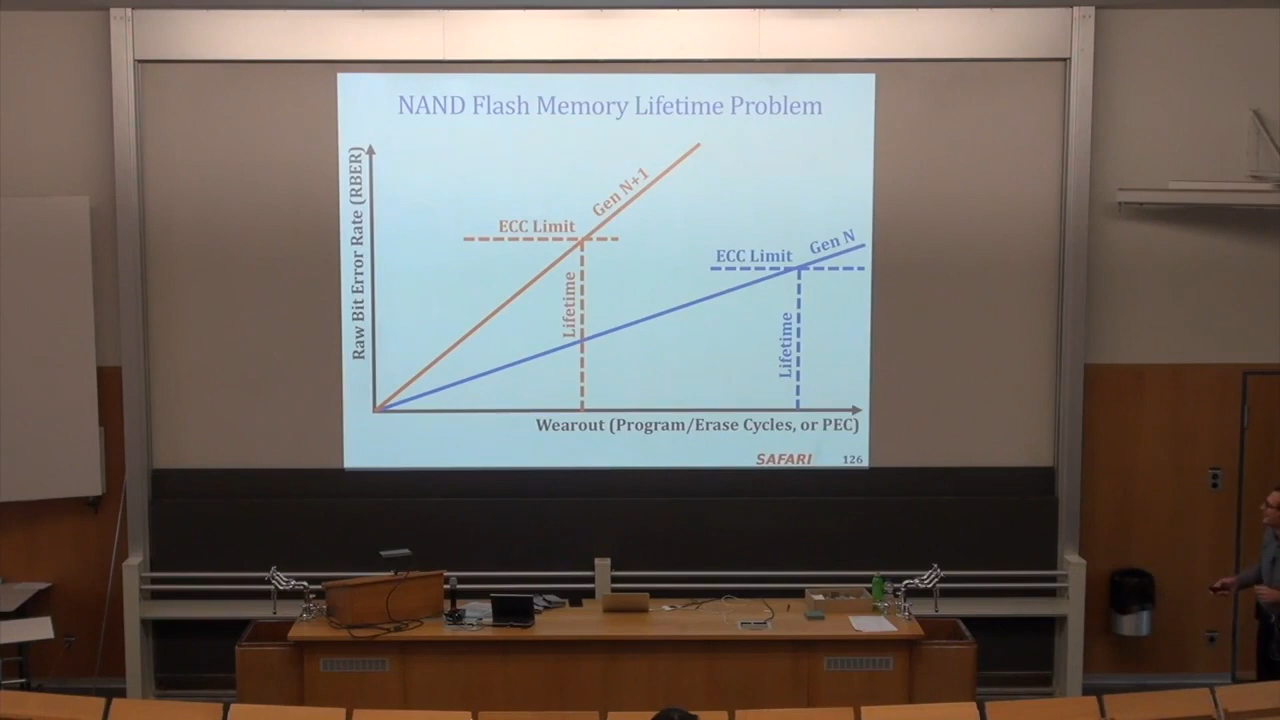 NAND Flash Memory Lifetime Problem
Raw Bit Error Rate (RBER)
Gen N+1
ECC Limit
Lifetime
Gen N
ECC Limit
Lifetime
Wearout (Program/Erase Cycles, or PEC)
SAFARI 126